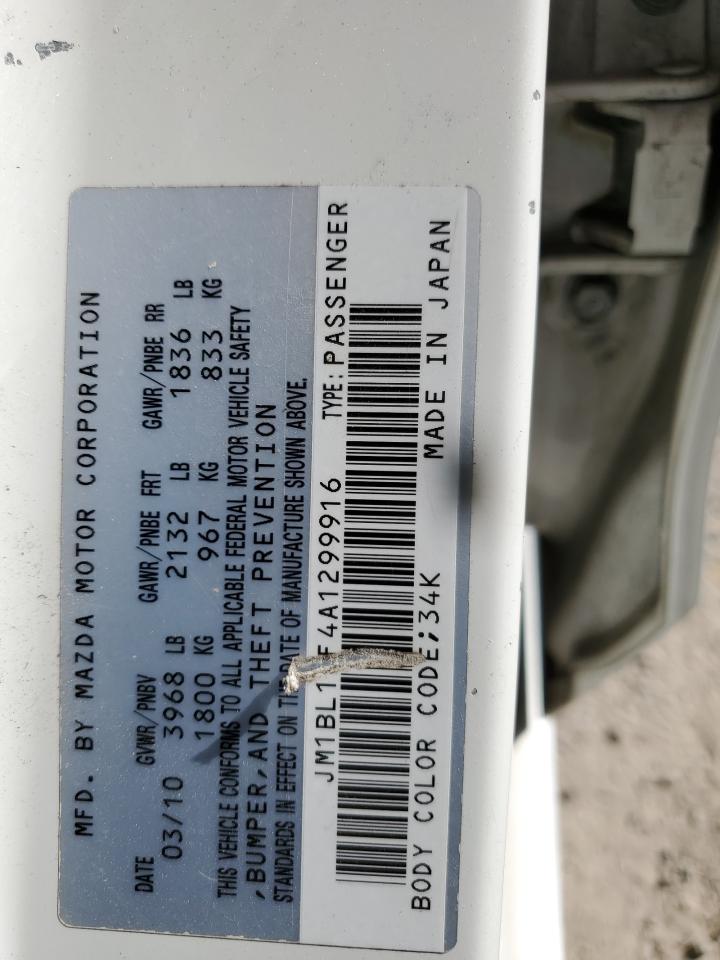 MFD. BY MAZDA MOTOR CORPORATION
DATE GVWR/PNBV GAWR/PNBE FRT GAWR/PNBE RR
03/10 3968 LB 2132 LB 1836 LB
1800 KG 967 KG 833 KG
THIS VEHICLE CONFORMS TO ALL APPLICABLE FEDERAL MOTOR VEHICLE SAFETY
,BUMPER,AND THEFT PREVENTION
STANDARDS IN EFFECT ON THE DATE OF MANUFACTURE SHOWN ABOVE.
JM1BL1 F4A1299916 TYPE: PASSENGER
BODY COLOR CODE;34K MADE IN JAPAN